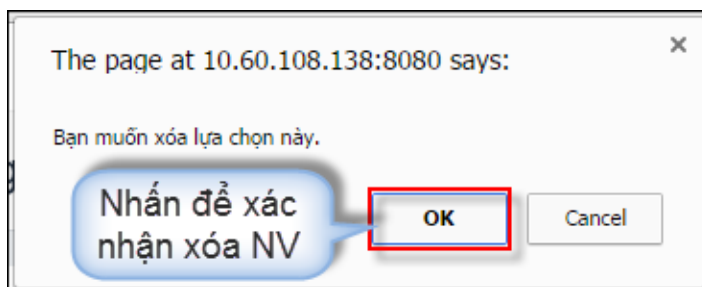 The page at 10.60.108.138:8080 says:
Bạn muốn xóa lựa chọn này.
Nhấn để xác
nhận xóa NV
OK
Cancel